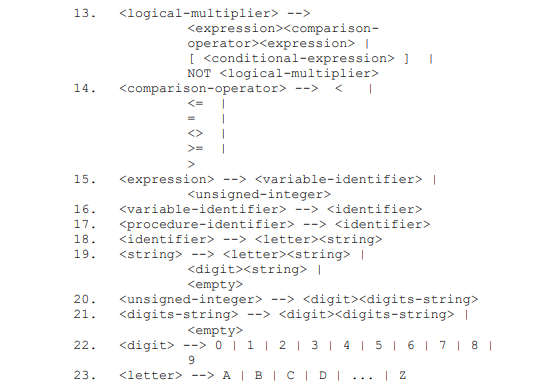 13. <logical-multiplier> -->
<expression><comparison-
operator><expression> |
[ <conditional-expression> ] |
NOT <logical-multiplier>
14. <comparison-operator> --> < |
<= |
= |
<> |
>= |
>
15. <expression> --> <variable-identifier> |
<unsigned-integer>
16. <variable-identifier> --> <identifier>
17. <procedure-identifier> --> <identifier>
18. <identifier> --> <letter><string>
19. <string> --> <letter><string> |
<digit><string> |
<empty>
20. <unsigned-integer> --> <digit><digits-string>
21. <digits-string> --> <digit><digits-string> |
<empty>
22. <digit> --> 0 | 1 | 2 | 3 | 4 | 5 | 6 | 7 | 8 |
9
23. <letter> --> A | B | C | D | ... | Z